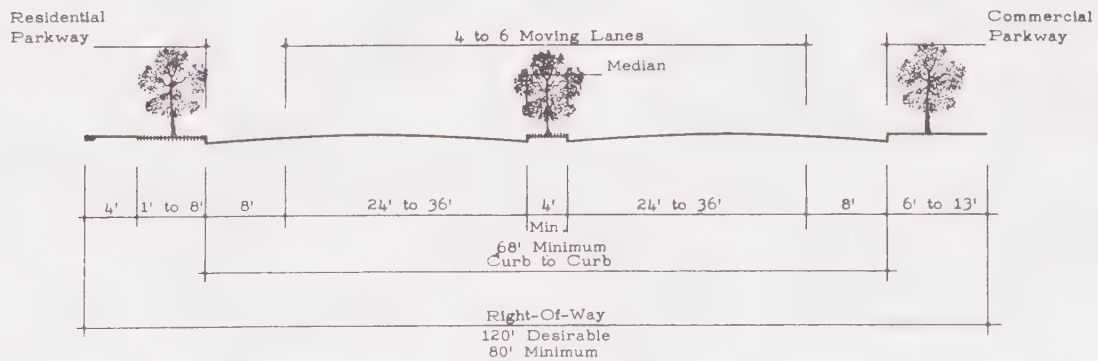 Residential
Parkway
Commercial
Parkway
4 to 6 Moving Lanes
Median
4' 1' to 8' 8' 24' to 36' 4' 24' to 36' 8' 6' to 13'
Min.
68' Minimum
Curb to Curb
Right-Of-Way
120' Desirable
80' Minimum